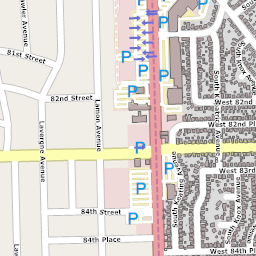 81st Street
Lawler Avenue
82nd Street
Lamon Avenue
Lavergne Avenue
West 82nd
West 82nd Pl
West 83rd
South Keating Avenue
84th Street
84th Place
West 84th Pl
P
P
P
P
P
P
P
P